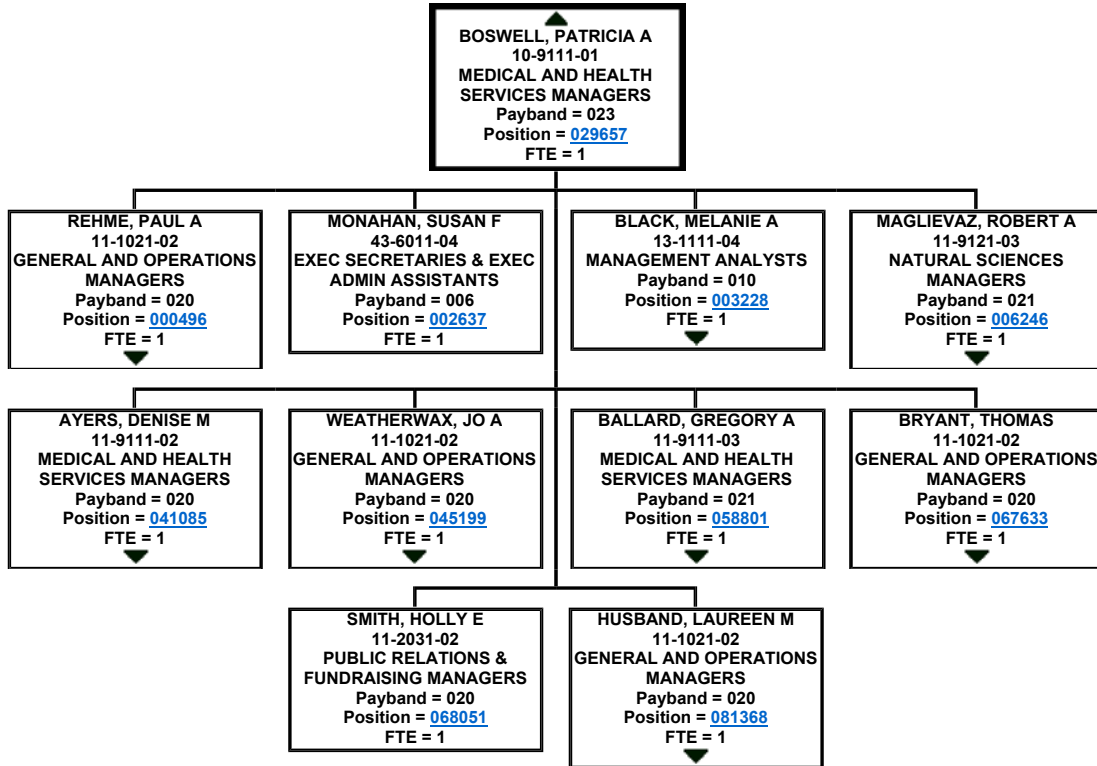 BOSWELL, PATRICIA A
10-9111-01
MEDICAL AND HEALTH
SERVICES MANAGERS
Payband = 023
Position = 029657
FTE = 1
REHME, PAUL A
11-1021-02
GENERAL AND OPERATIONS
MANAGERS
Payband = 020
Position = 000496
FTE = 1
MONAHAN, SUSAN F
43-6011-04
EXEC SECRETARIES & EXEC
ADMIN ASSISTANTS
Payband = 006
Position = 002637
FTE = 1
BLACK, MELANIE A
13-1111-04
MANAGEMENT ANALYSTS
Payband = 010
Position = 003228
FTE = 1
MAGLIEVAZ, ROBERT A
11-9121-03
NATURAL SCIENCES
MANAGERS
Payband = 021
Position = 006246
FTE = 1
AYERS, DENISE M
11-9111-02
MEDICAL AND HEALTH
SERVICES MANAGERS
Payband = 020
Position = 041085
FTE = 1
WEATHERWAX, JO A
11-1021-02
GENERAL AND OPERATIONS
MANAGERS
Payband = 020
Position = 045199
FTE = 1
BALLARD, GREGORY A
11-9111-03
MEDICAL AND HEALTH
SERVICES MANAGERS
Payband = 021
Position = 058801
FTE = 1
BRYANT, THOMAS
11-1021-02
GENERAL AND OPERATIONS
MANAGERS
Payband = 020
Position = 067633
FTE = 1
SMITH, HOLLY E
11-2031-02
PUBLIC RELATIONS &
FUNDRAISING MANAGERS
Payband = 020
Position = 068051
FTE = 1
HUSBAND, LAUREEN M
11-1021-02
GENERAL AND OPERATIONS
MANAGERS
Payband = 020
Position = 081368
FTE = 1